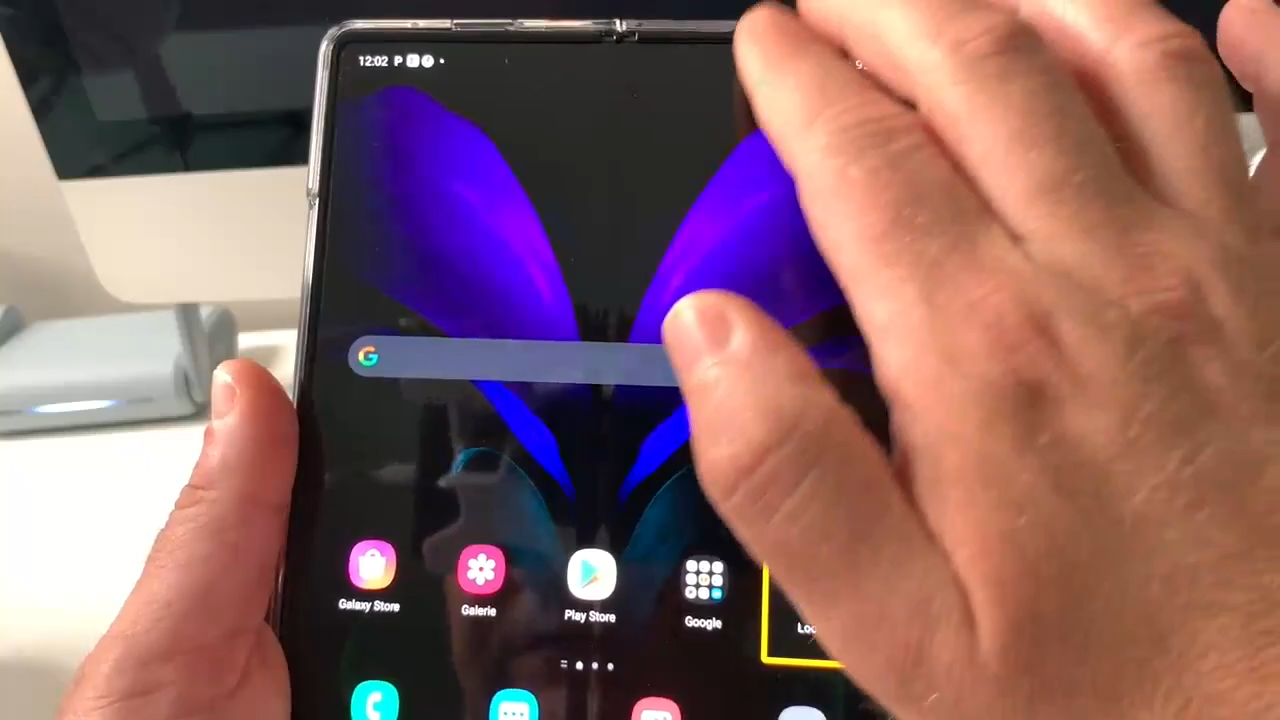 12:02 P
G
Galaxy Store
Galerie
Play Store
Google